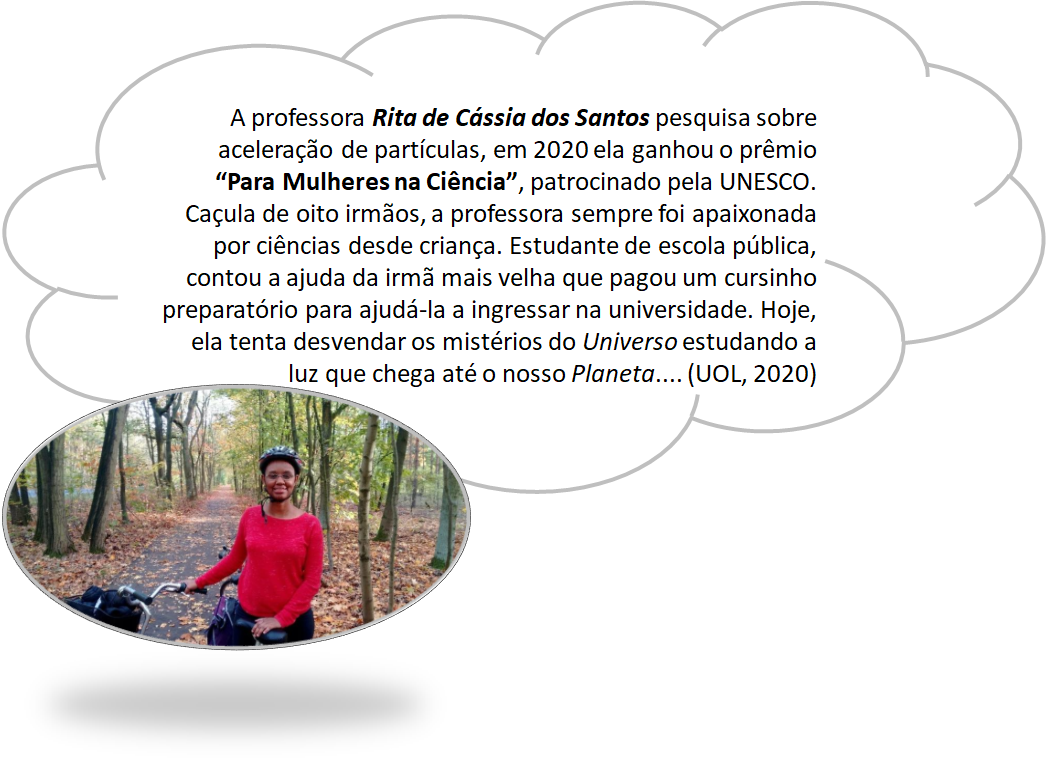 A professora Rita de Cássia dos Santos pesquisa sobre
aceleração de partículas, em 2020 ela ganhou o prêmio
“Para Mulheres na Ciência”, patrocinado pela UNESCO.
Caçula de oito irmãos, a professora sempre foi apaixonada
por ciências desde criança. Estudante de escola pública,
contou a ajuda da irmã mais velha que pagou um cursinho
preparatório para ajudá-la a ingressar na universidade. Hoje,
ela tenta desvendar os mistérios do Universo estudando a
luz que chega até o nosso Planeta.... (UOL, 2020)